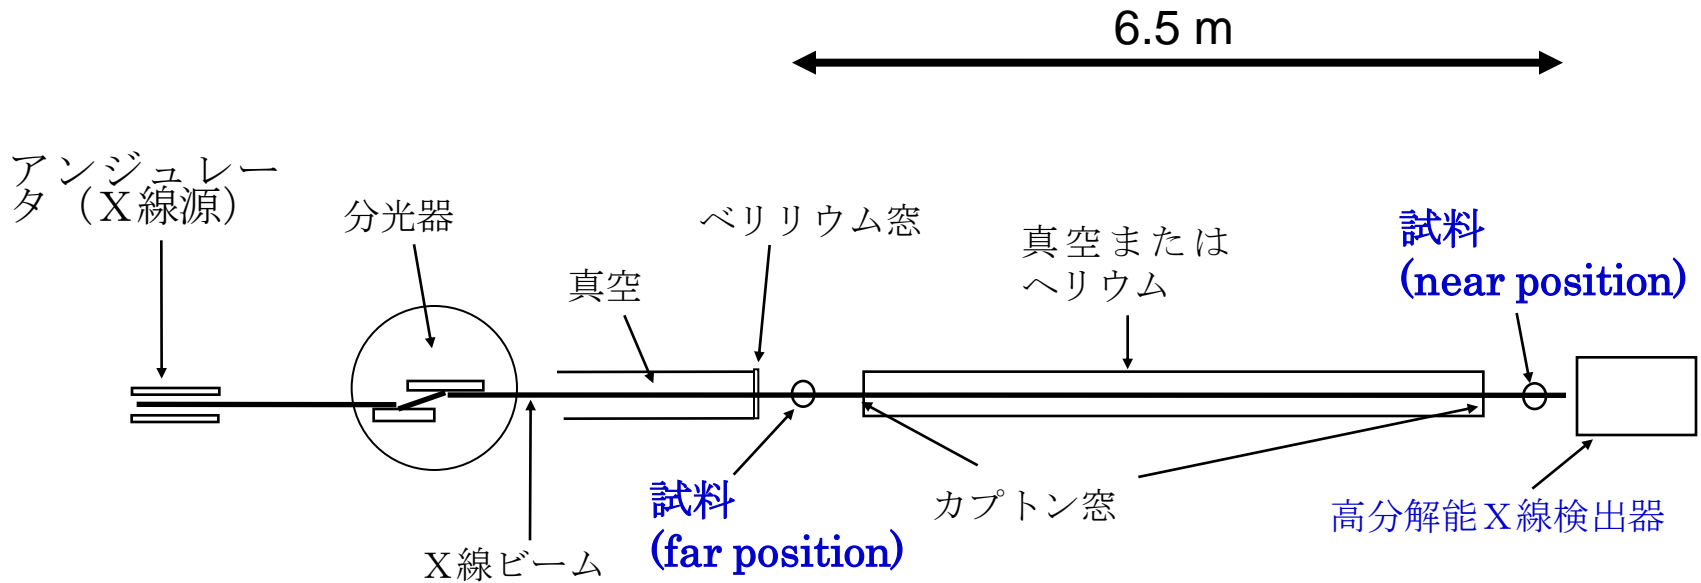 6.5 m
アンジュレー
タ（Ｘ線源）
分光器
真空
ベリリウム窓
真空または
ヘリウム
試料
(near position)
試料
(far position)
Ｘ線ビーム
カプトン窓
高分解能Ｘ線検出器